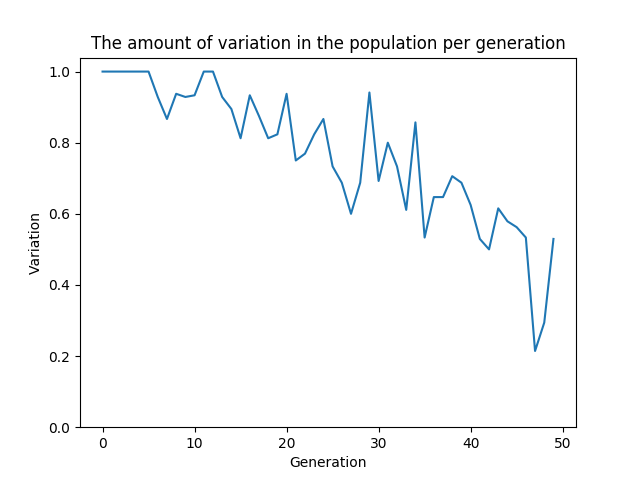 The amount of variation in the population per generation
1.0
0.8
0.6
0.4
0.2
0.0
Variation
0 10 20 30 40 50
Generation